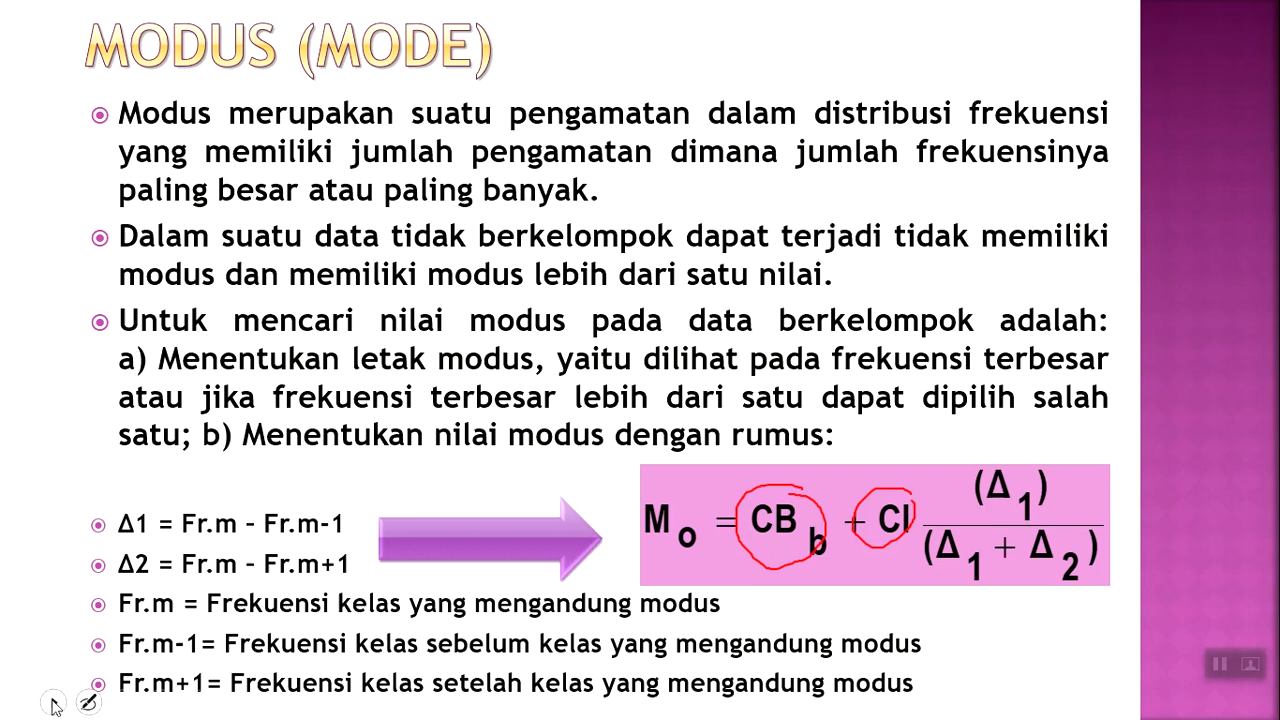 MODUS (MODE)
Modus merupakan suatu pengamatan dalam distribusi frekuensi
yang memiliki jumlah pengamatan dimana jumlah frekuensinya
paling besar atau paling banyak.
Dalam suatu data tidak berkelompok dapat terjadi tidak memiliki
modus dan memiliki modus lebih dari satu nilai.
Untuk mencari nilai modus pada data berkelompok adalah:
a) Menentukan letak modus, yaitu dilihat pada frekuensi terbesar
atau jika frekuensi terbesar lebih dari satu dapat dipilih salah
satu; b) Menentukan nilai modus dengan rumus:
Δ1 = Fr.m – Fr.m-1
Δ2 = Fr.m – Fr.m+1
M o = CB b + CI (Δ 1) / (Δ 1 + Δ 2)
Fr.m = Frekuensi kelas yang mengandung modus
Fr.m-1= Frekuensi kelas sebelum kelas yang mengandung modus
Fr.m+1= Frekuensi kelas setelah kelas yang mengandung modus